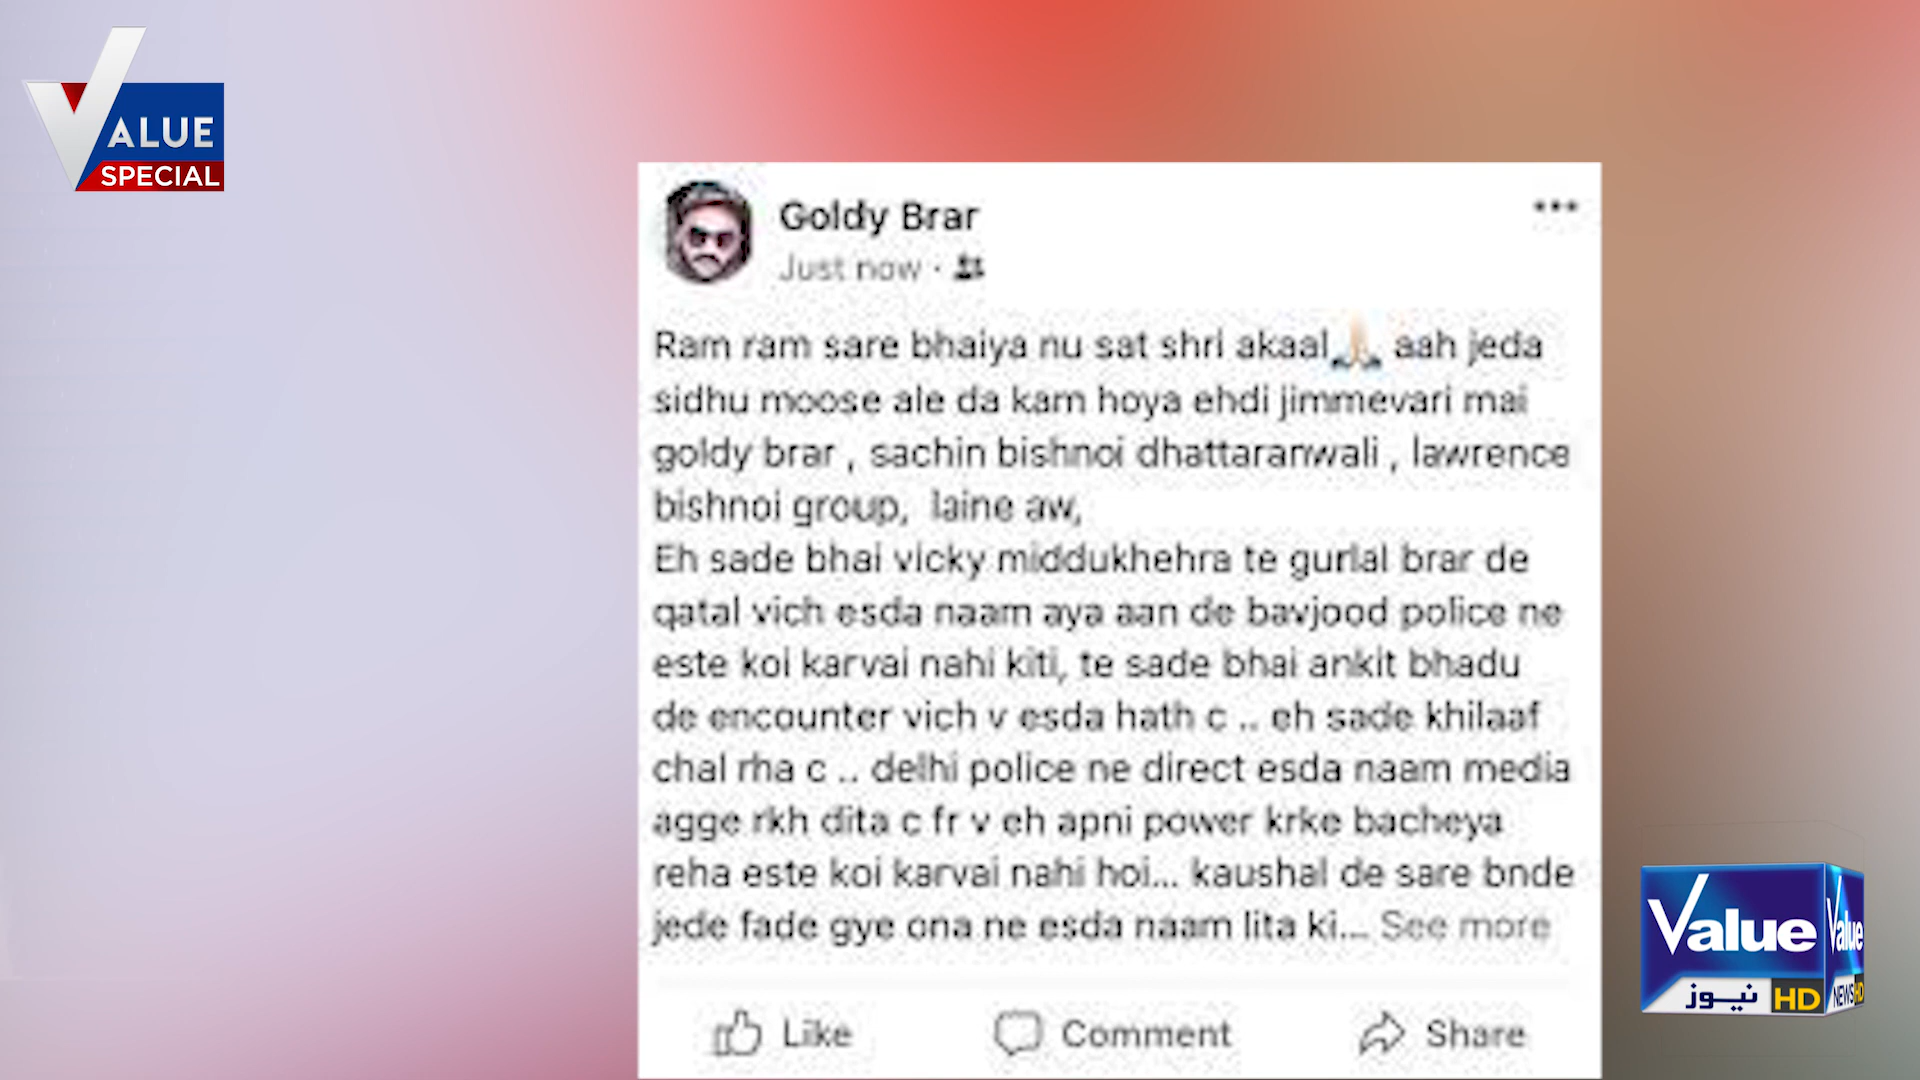 VALUE
SPECIAL
Goldy Brar
Just now ·
Ram ram sare bhaiya nu sat shri akaal🙏🏻 aah jeda
sidhu moose ale da kam hoya ehdi jimmevari mai
goldy brar , sachin bishnoi dhattaranwali , lawrence
bishnoi group, laine aw,
Eh sade bhai vicky middukhehra te gurlal brar de
qatal vich esda naam aya aan de bavjood police ne
este koi karvai nahi kiti, te sade bhai ankit bhadu
de encounter vich v esda hath c .. eh sade khilaaf
chal rha c .. delhi police ne direct esda naam media
agge rkh dita c fr v eh apni power krke bacheya
reha este koi karvai nahi hoi... kaushal de sare bnde
jede fade gye ona ne esda naam lita ki... See more
Like Comment Share
Value Value
نیوز HD NEWS HD